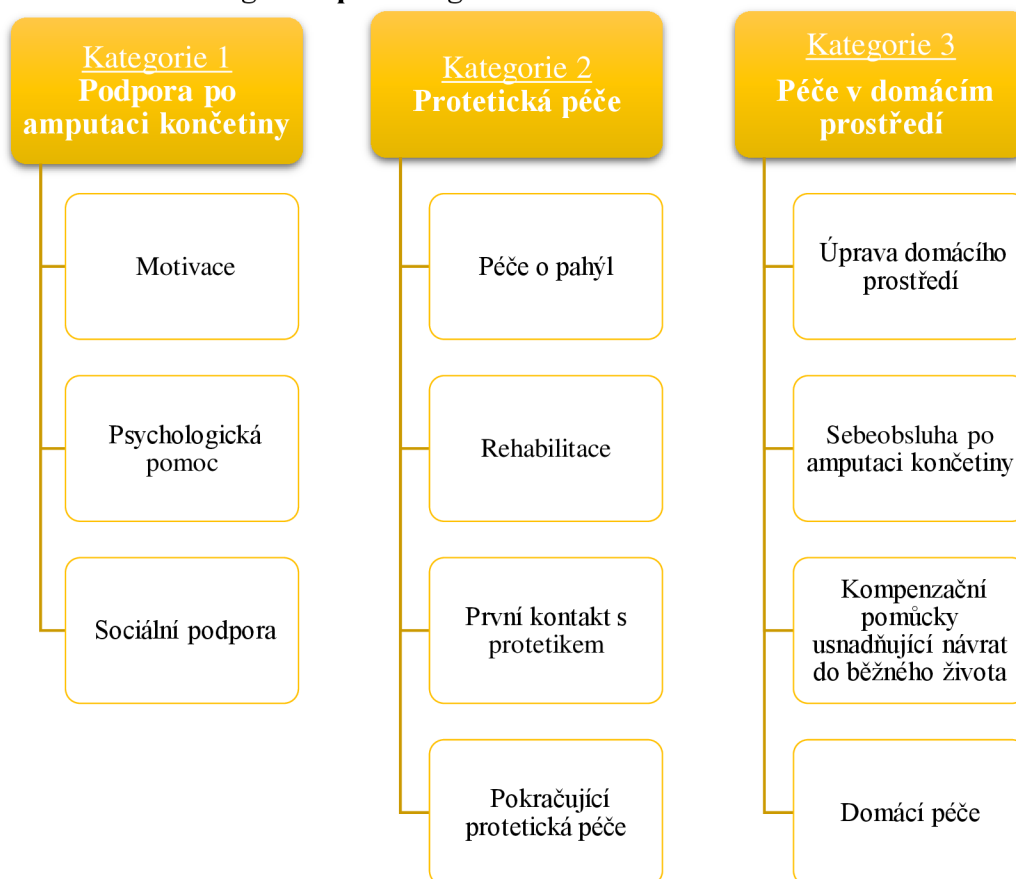 Kategorie 1
Podpora po
amputaci končetiny
Motivace
Psychologická
pomoc
Sociální podpora
Kategorie 2
Protetická péče
Péče o pahýl
Rehabilitace
První kontakt s
protetikem
Pokračující
protetická péče
Kategorie 3
Péče v domácím
prostředí
Úprava domácího
prostředí
Sebeobsluha po
amputaci končetiny
Kompenzační
pomůcky
usnadňující návrat
do běžného života
Domácí péče